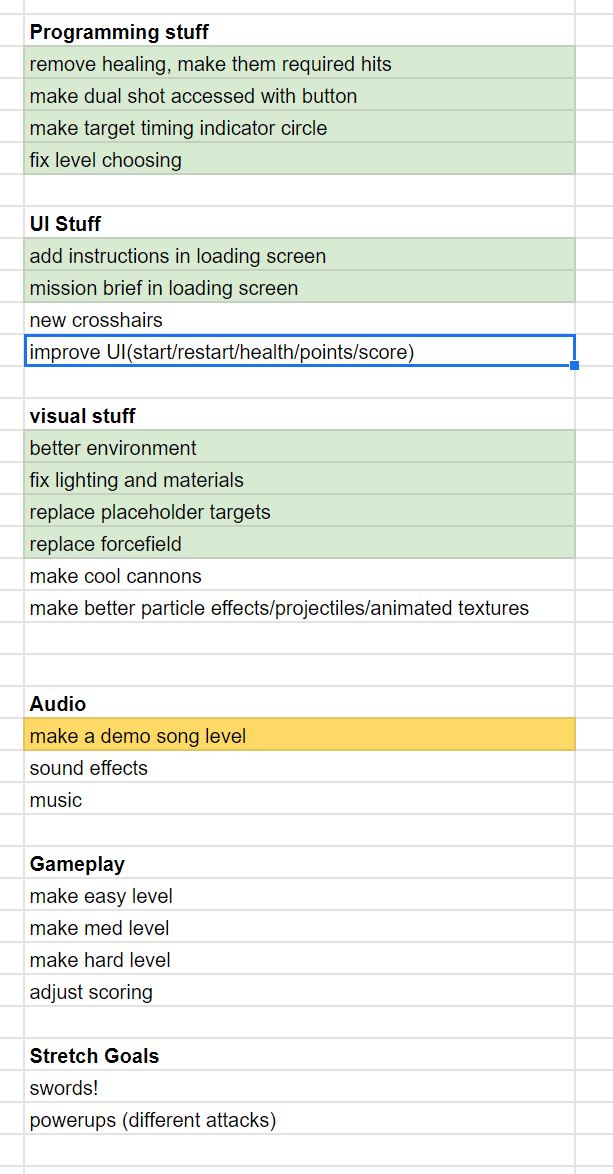 Programming stuff
remove healing, make them required hits
make dual shot accessed with button
make target timing indicator circle
fix level choosing
UI Stuff
add instructions in loading screen
mission brief in loading screen
new crosshairs
improve UI(start/restart/health/points/score)
visual stuff
better environment
fix lighting and materials
replace placeholder targets
replace forcefield
make cool cannons
make better particle effects/projectiles/animated textures
Audio
make a demo song level
sound effects
music
Gameplay
make easy level
make med level
make hard level
adjust scoring
Stretch Goals
swords!
powerups (different attacks)